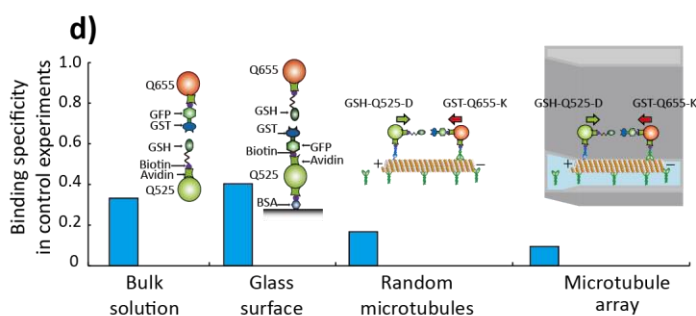 d)
Binding specificity
in control experiments
1.0
0.8
0.6
0.4
0.2
0
Q655
GFP
GST
GSH
Biotin
Avidin
Q525
Q655
GSH
GST
GFP
Biotin
Avidin
Q525
BSA
GSH-Q525-D GST-Q655-K
+ −
GSH-Q525-D GST-Q655-K
+ −
Bulk
solution
Glass
surface
Random
microtubules
Microtubule
array